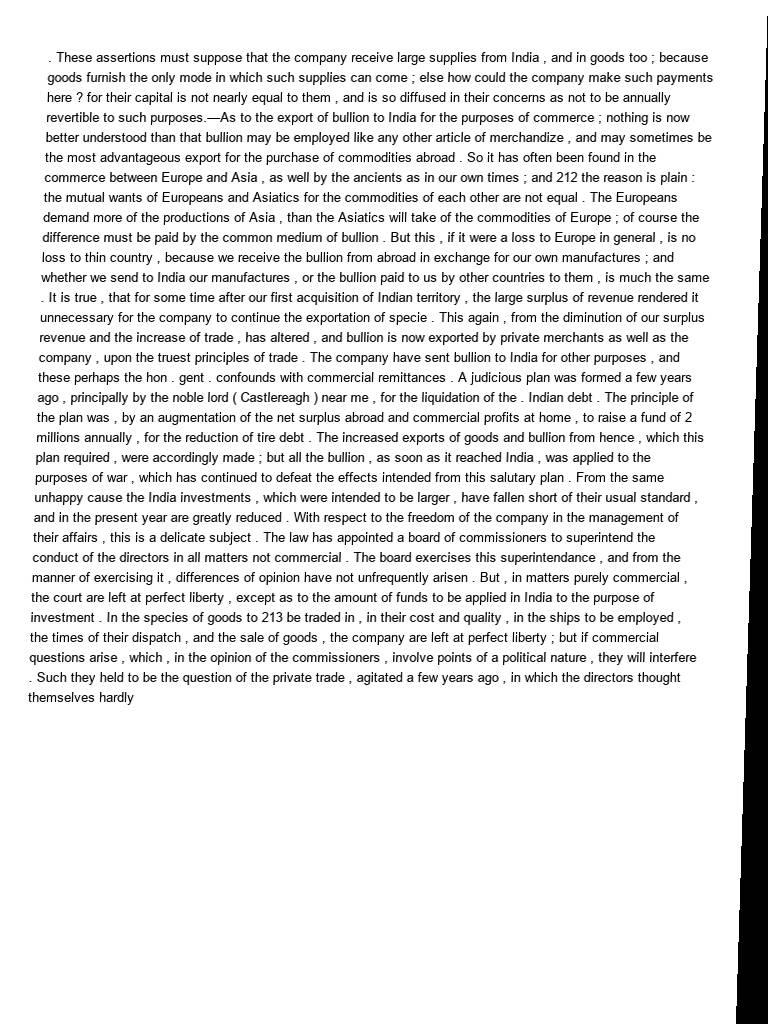 . These assertions must suppose that the company receive large supplies from India , and in goods too ; because
goods furnish the only mode in which such supplies can come ; else how could the company make such payments
here ? for their capital is not nearly equal to them , and is so diffused in their concerns as not to be annually
revertible to such purposes.—As to the export of bullion to India for the purposes of commerce ; nothing is now
better understood than that bullion may be employed like any other article of merchandize , and may sometimes be
the most advantageous export for the purchase of commodities abroad . So it has often been found in the
commerce between Europe and Asia , as well by the ancients as in our own times ; and 212 the reason is plain :
the mutual wants of Europeans and Asiatics for the commodities of each other are not equal . The Europeans
demand more of the productions of Asia , than the Asiatics will take of the commodities of Europe ; of course the
difference must be paid by the common medium of bullion . But this , if it were a loss to Europe in general , is no
loss to thin country , because we receive the bullion from abroad in exchange for our own manufactures ; and
whether we send to India our manufactures , or the bullion paid to us by other countries to them , is much the same
. It is true , that for some time after our first acquisition of Indian territory , the large surplus of revenue rendered it
unnecessary for the company to continue the exportation of specie . This again , from the diminution of our surplus
revenue and the increase of trade , has altered , and bullion is now exported by private merchants as well as the
company , upon the truest principles of trade . The company have sent bullion to India for other purposes , and
these perhaps the hon . gent . confounds with commercial remittances . A judicious plan was formed a few years
ago , principally by the noble lord ( Castlereagh ) near me , for the liquidation of the . Indian debt . The principle of
the plan was , by an augmentation of the net surplus abroad and commercial profits at home , to raise a fund of 2
millions annually , for the reduction of tire debt . The increased exports of goods and bullion from hence , which this
plan required , were accordingly made ; but all the bullion , as soon as it reached India , was applied to the
purposes of war , which has continued to defeat the effects intended from this salutary plan . From the same
unhappy cause the India investments , which were intended to be larger , have fallen short of their usual standard ,
and in the present year are greatly reduced . With respect to the freedom of the company in the management of
their affairs , this is a delicate subject . The law has appointed a board of commissioners to superintend the
conduct of the directors in all matters not commercial . The board exercises this superintendance , and from the
manner of exercising it , differences of opinion have not unfrequently arisen . But , in matters purely commercial ,
the court are left at perfect liberty , except as to the amount of funds to be applied in India to the purpose of
investment . In the species of goods to 213 be traded in , in their cost and quality , in the ships to be employed ,
the times of their dispatch , and the sale of goods , the company are left at perfect liberty ; but if commercial
questions arise , which , in the opinion of the commissioners , involve points of a political nature , they will interfere
. Such they held to be the question of the private trade , agitated a few years ago , in which the directors thought
themselves hardly